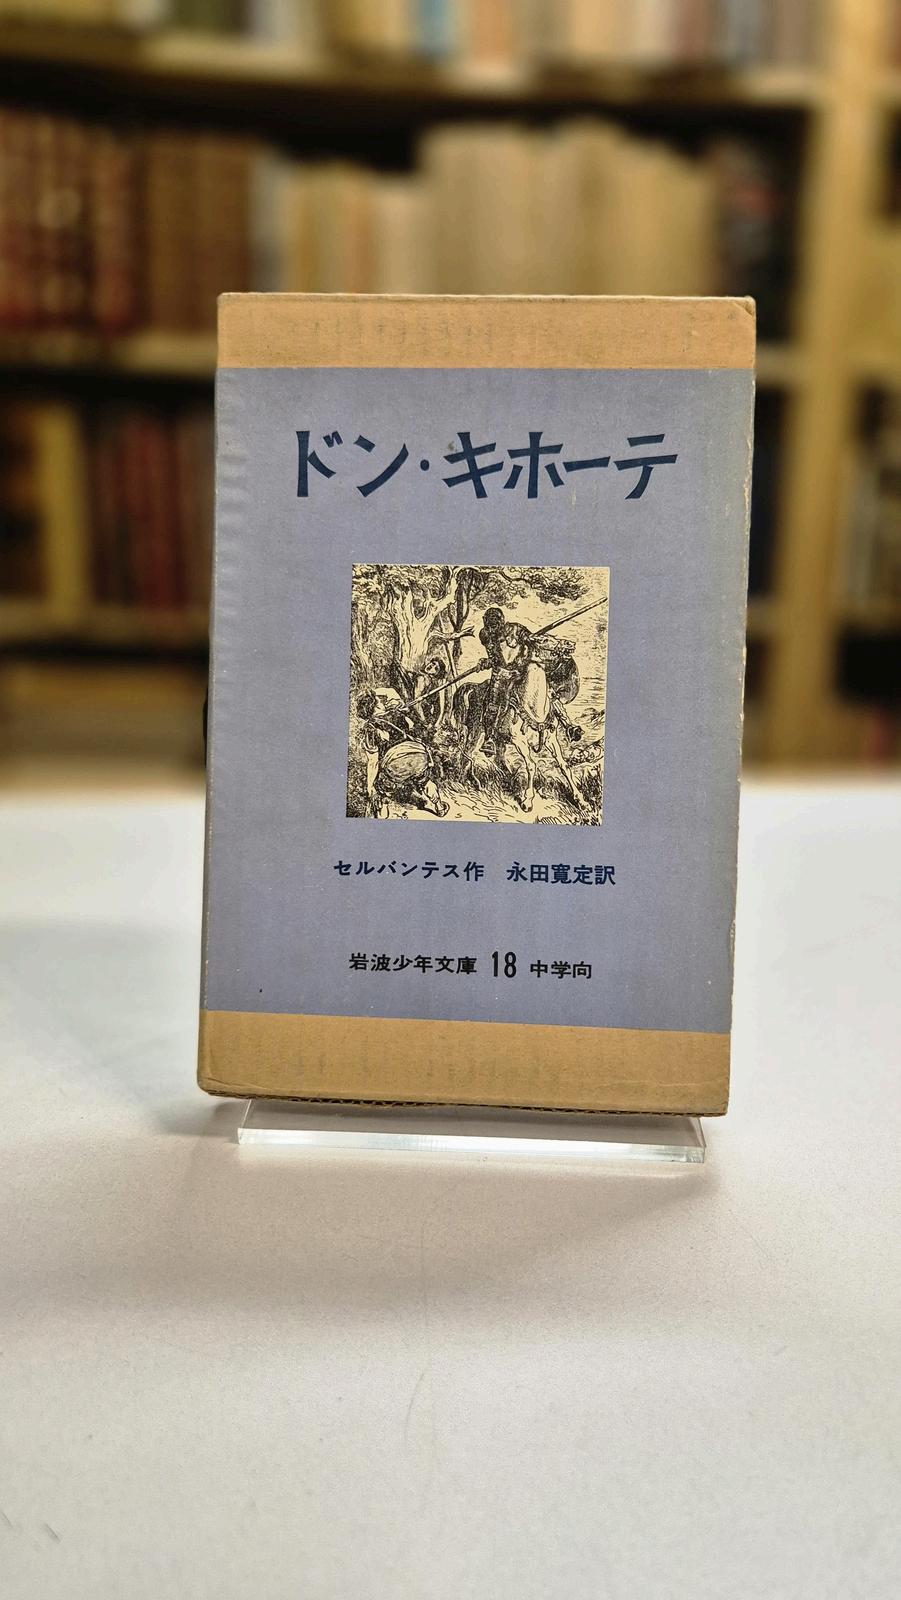 ドン・キホーテ
セルバンテス作 永田寛定訳
岩波少年文庫 18 中学向